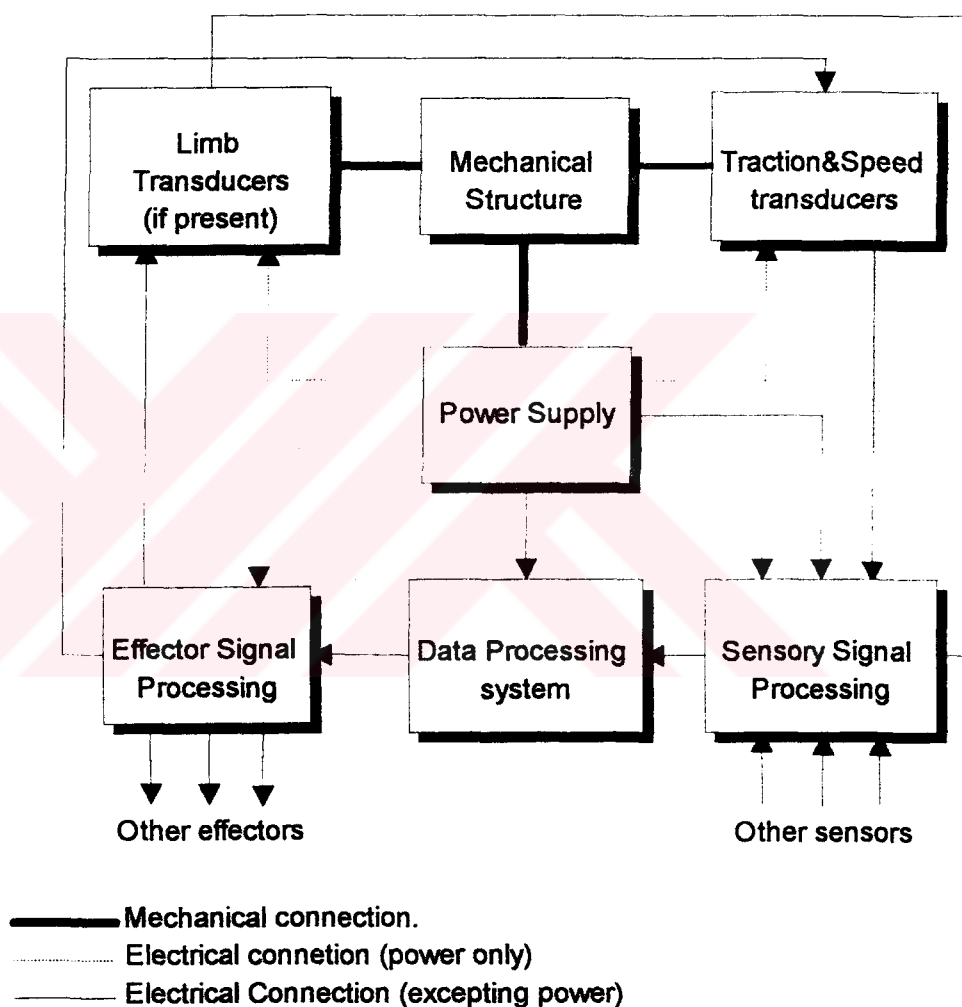 Limb
Transducers
(if present)
Mechanical
Structure
Traction&Speed
transducers
Power Supply
Effector Signal
Processing
Data Processing
system
Sensory Signal
Processing
Other effectors
Other sensors
Mechanical connection.
Electrical connetion (power only)
Electrical Connection (excepting power)